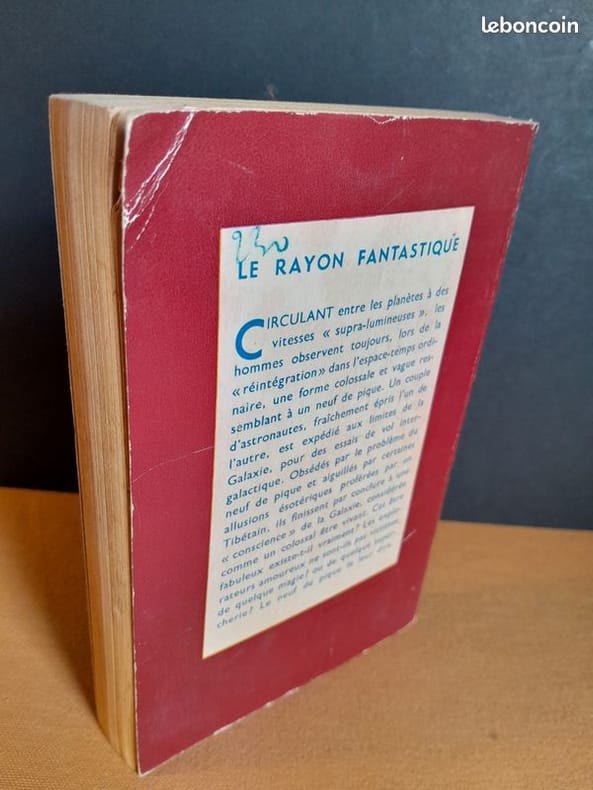 leboncoin
230
LE RAYON FANTASTIQUE
CIRCULANT entre les planètes à des
vitesses « supra-lumineuses », les
hommes observent toujours, lors de la
« réintégration » dans l'espace-temps ordi-
naire, une forme colossale et vague res-
semblant à un neuf de pique. Un couple
d'astronautes, fraîchement épris l'un de
l'autre, est expédié aux limites de la
Galaxie, pour des essais de vol inter-
galactique. Obsédés par le problème du
neuf de pique et aiguillés par certaines
allusions ésotériques proférées par un
Tibétain, ils finissent par conclure à une
« conscience » de la Galaxie, considérée
comme un colossal être vivant. Cet être
fabuleux existe-t-il vraiment ? Les explo-
rateurs amoureux ne sont-ils pas victimes
de quelque magie ? ou de quelque super-
cherie ? Le neuf de pique le leur dira.